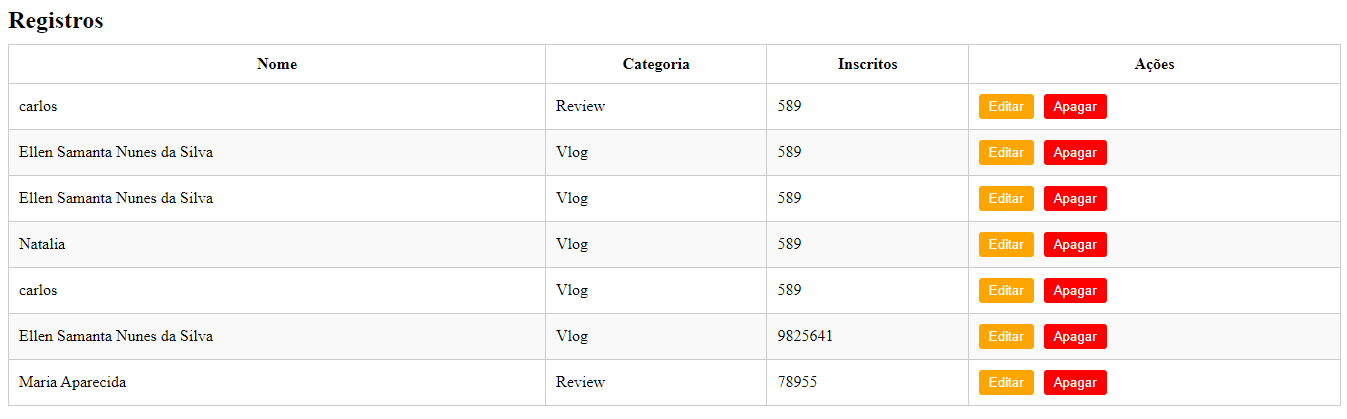 Registros
Nome Categoria Inscritos Ações
carlos Review 589 Editar Apagar
Ellen Samanta Nunes da Silva Vlog 589 Editar Apagar
Ellen Samanta Nunes da Silva Vlog 589 Editar Apagar
Natalia Vlog 589 Editar Apagar
carlos Vlog 589 Editar Apagar
Ellen Samanta Nunes da Silva Vlog 9825641 Editar Apagar
Maria Aparecida Review 78955 Editar Apagar